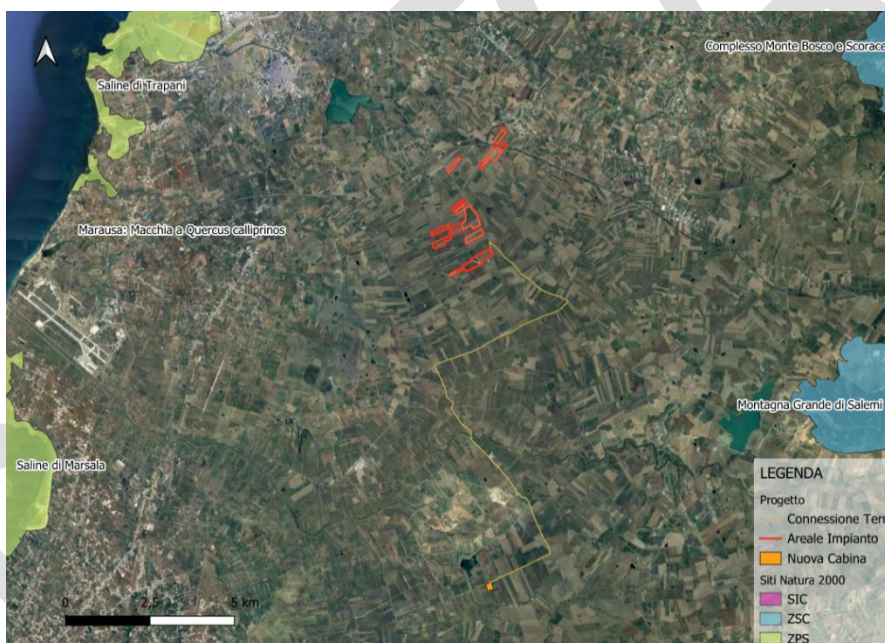 Complesso Monte Bosco e Scorace
Saline di Trapani
Marausa: Macchia a Quercus calliprinos
Montagna Grande di Salemi
Saline di Marsala
LEGENDA
Progetto
Connessione Terr
Areale Impianto
Nuova Cabina
Siti Natura 2000
SIC
ZSC
ZPS
0 2,5 5 km